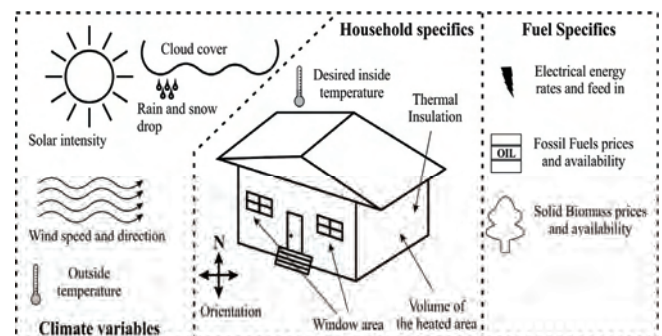 Cloud cover
Rain and snow
drop
Solar intensity
Wind speed and direction
Outside
temperature
Climate variables
Household specifics
Desired inside
temperature
Thermal
Insulation
N
Orientation
Window area
Volume of
the heated area
Fuel Specifics
Electrical energy
rates and feed in
OIL
Fossil Fuels prices
and availability
Solid Biomass prices
and availability